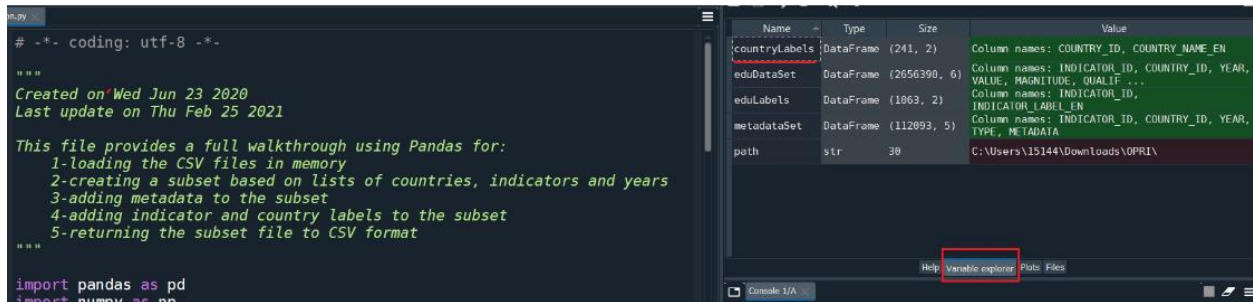 on.py
# -*- coding: utf-8 -*-
"""
Created on Wed Jun 23 2020
Last update on Thu Feb 25 2021
This file provides a full walkthrough using Pandas for:
1-loading the CSV files in memory
2-creating a subset based on lists of countries, indicators and years
3-adding metadata to the subset
4-adding indicator and country labels to the subset
5-returning the subset file to CSV format
"""
import pandas as pd
import numpy as np
Name Type Size Value
countryLabels DataFrame (241, 2) Column names: COUNTRY_ID, COUNTRY_NAME_EN
eduDataSet DataFrame (2656390, 6) Column names: INDICATOR_ID, COUNTRY_ID, YEAR,
VALUE, MAGNITUDE, QUALIF ...
eduLabels DataFrame (1063, 2) Column names: INDICATOR_ID,
INDICATOR_LABEL_EN
metadataSet DataFrame (112093, 5) Column names: INDICATOR_ID, COUNTRY_ID, YEAR,
TYPE, METADATA
path str 30 C:\Users\15144\Downloads\OPRI\
Help Variable explorer Plots Files
Console 1/A